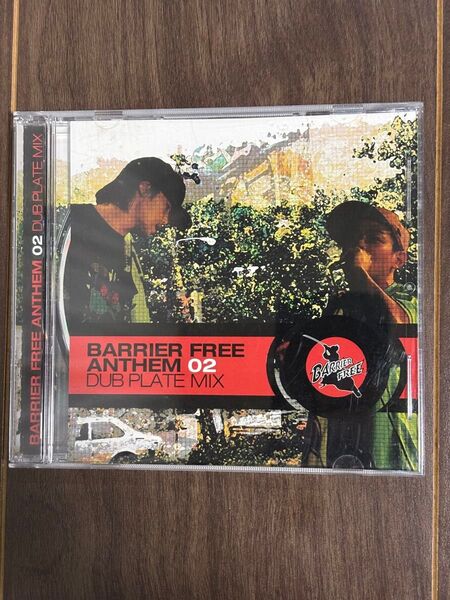 BARRIER FREE ANTHEM 02 DUB PLATE MIX
BARRIER FREE
ANTHEM 02
DUB PLATE MIX
BARRIER
FREE